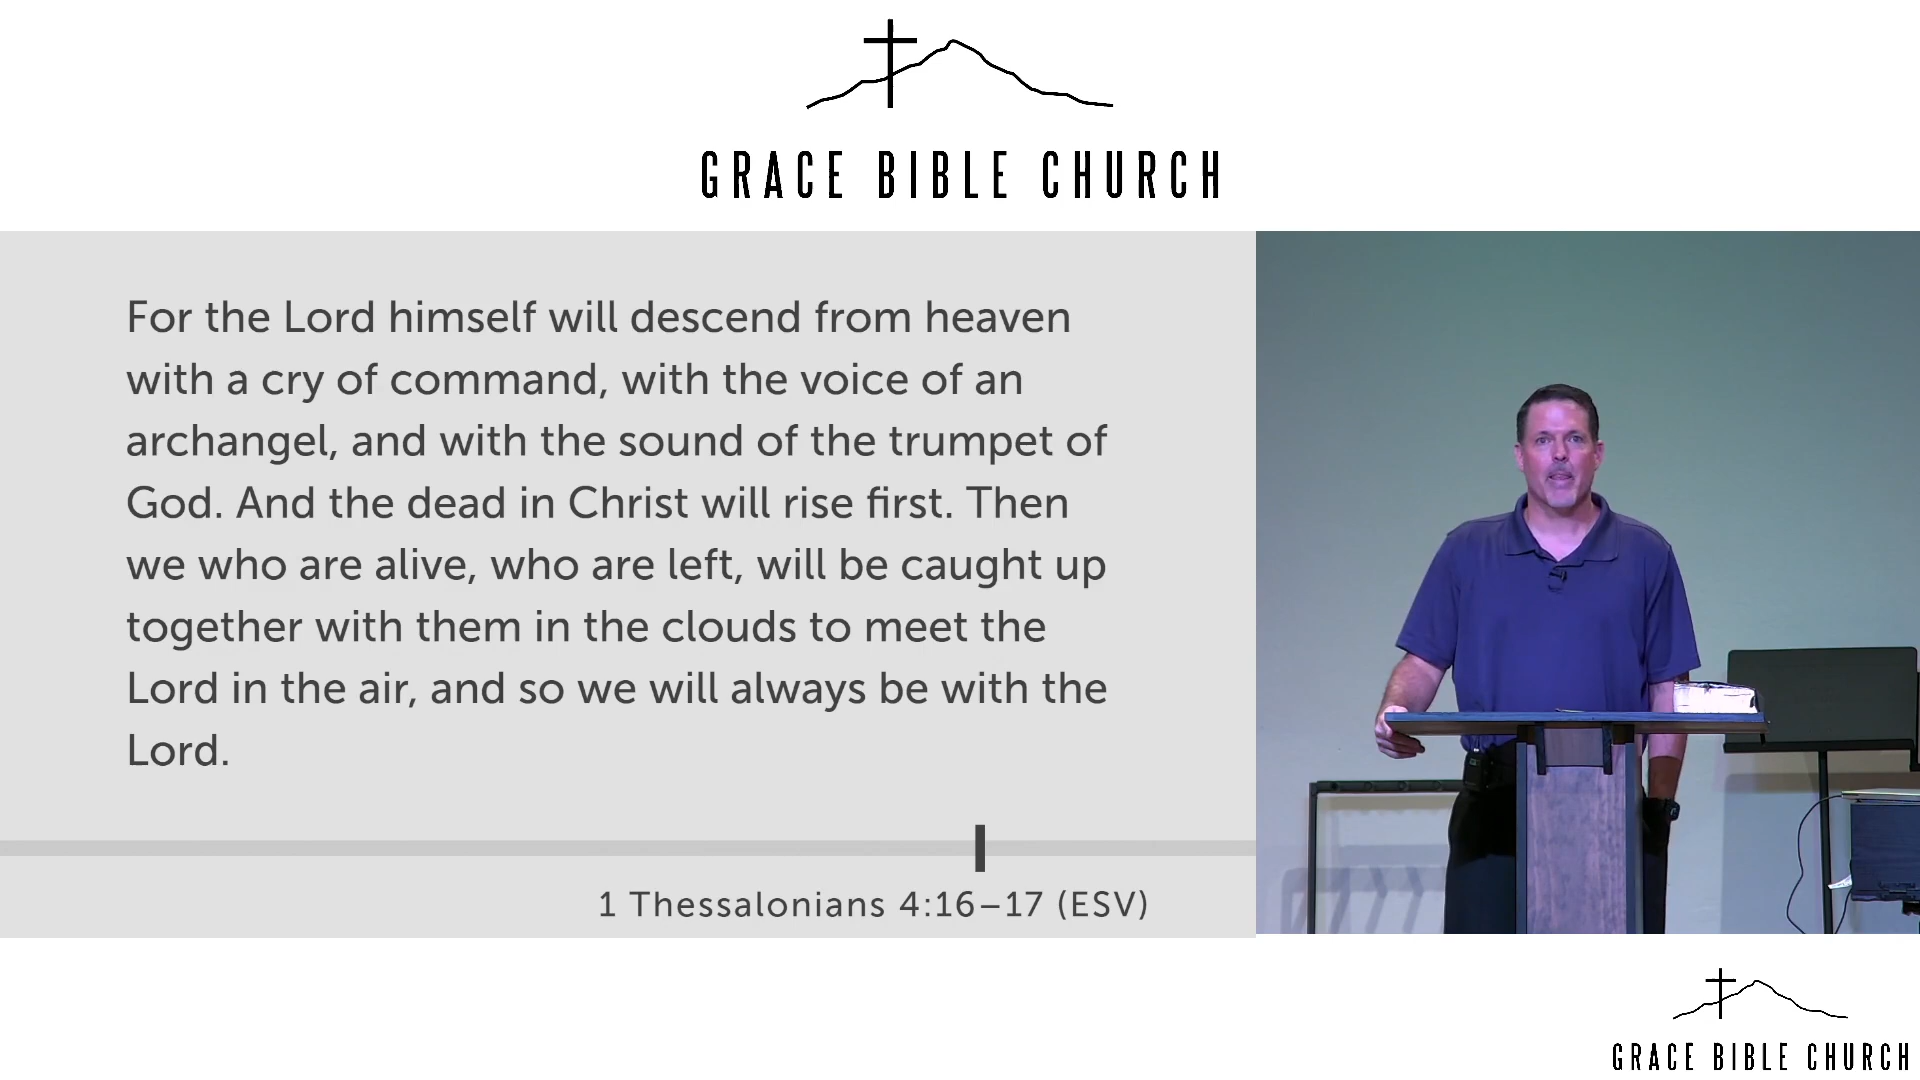 GRACE BIBLE CHURCH
For the Lord himself will descend from heaven
with a cry of command, with the voice of an
archangel, and with the sound of the trumpet of
God. And the dead in Christ will rise first. Then
we who are alive, who are left, will be caught up
together with them in the clouds to meet the
Lord in the air, and so we will always be with the
Lord.
1 Thessalonians 4:16–17 (ESV)
GRACE BIBLE CHURCH